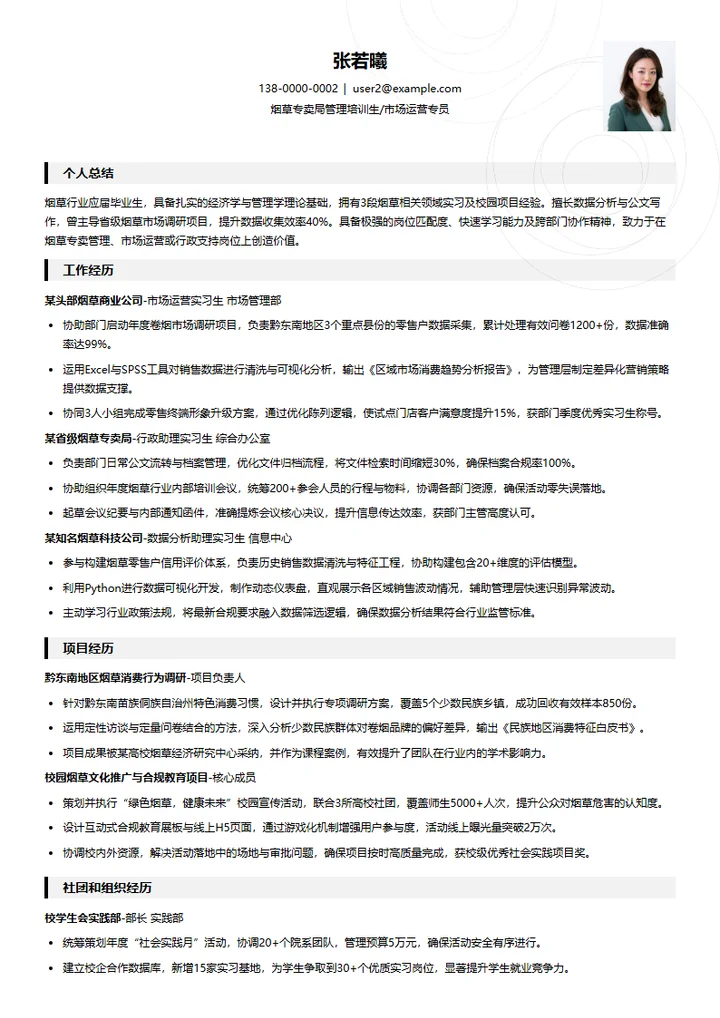 张若曦
138-0000-0002 | user2@example.com
烟草专卖局管理培训生/市场运营专员
个人总结
烟草行业应届毕业生，具备扎实的经济学与管理学理论基础，拥有3段烟草相关领域实习及校园项目经验。擅长数据分析与公文写
作，曾主导省级烟草市场调研项目，提升数据收集效率40%。具备极强的岗位匹配度、快速学习能力及跨部门协作精神，致力于在
烟草专卖管理、市场运营或行政支持岗位上创造价值。
工作经历
某头部烟草商业公司-市场运营实习生 市场管理部
• 协助部门启动年度卷烟市场调研项目，负责黔东南地区3个重点县份的零售户数据采集，累计处理有效问卷1200+份，数据准确
率达99%。
• 运用Excel与SPSS工具对销售数据进行清洗与可视化分析，输出《区域市场消费趋势分析报告》，为管理层制定差异化营销策略
提供数据支撑。
• 协同3人小组完成零售终端形象升级方案，通过优化陈列逻辑，使试点门店客户满意度提升15%，获部门季度优秀实习生称号。
某省级烟草专卖局-行政助理实习生 综合办公室
• 负责部门日常公文流转与档案管理，优化文件归档流程，将文件检索时间缩短30%，确保档案合规率100%。
• 协助组织年度烟草行业内部培训会议，统筹200+参会人员的行程与物料，协调各部门资源，确保活动零失误落地。
• 起草会议纪要与内部通知函件，准确提炼会议核心决议，提升信息传达效率，获部门主管高度认可。
某知名烟草科技公司-数据分析助理实习生 信息中心
• 参与构建烟草零售户信用评价体系，负责历史销售数据清洗与特征工程，协助构建包含20+维度的评估模型。
• 利用Python进行数据可视化开发，制作动态仪表盘，直观展示各区域销售波动情况，辅助管理层快速识别异常波动。
• 主动学习行业政策法规，将最新合规要求融入数据筛选逻辑，确保数据分析结果符合行业监管标准。
项目经历
黔东南地区烟草消费行为调研-项目负责人
• 针对黔东南苗族侗族自治州特色消费习惯，设计并执行专项调研方案，覆盖5个少数民族乡镇，成功回收有效样本850份。
• 运用定性访谈与定量问卷结合的方法，深入分析少数民族群体对卷烟品牌的偏好差异，输出《民族地区消费特征白皮书》。
• 项目成果被某高校烟草经济研究中心采纳，并作为课程案例，有效提升了团队在行业内的学术影响力。
校园烟草文化推广与合规教育项目-核心成员
• 策划并执行“绿色烟草，健康未来”校园宣传活动，联合3所高校社团，覆盖师生5000+人次，提升公众对烟草危害的认知度。
• 设计互动式合规教育展板与线上H5页面，通过游戏化机制增强用户参与度，活动线上曝光量突破2万次。
• 协调校内外资源，解决活动落地中的场地与审批问题，确保项目按时高质量完成，获校级优秀社会实践项目奖。
社团和组织经历
校学生会实践部-部长 实践部
• 统筹策划年度“社会实践月”活动，协调20+个院系团队，管理预算5万元，确保活动安全有序进行。
• 建立校企合作数据库，新增15家实习基地，为学生争取到30+个优质实习岗位，显著提升学生就业竞争力。